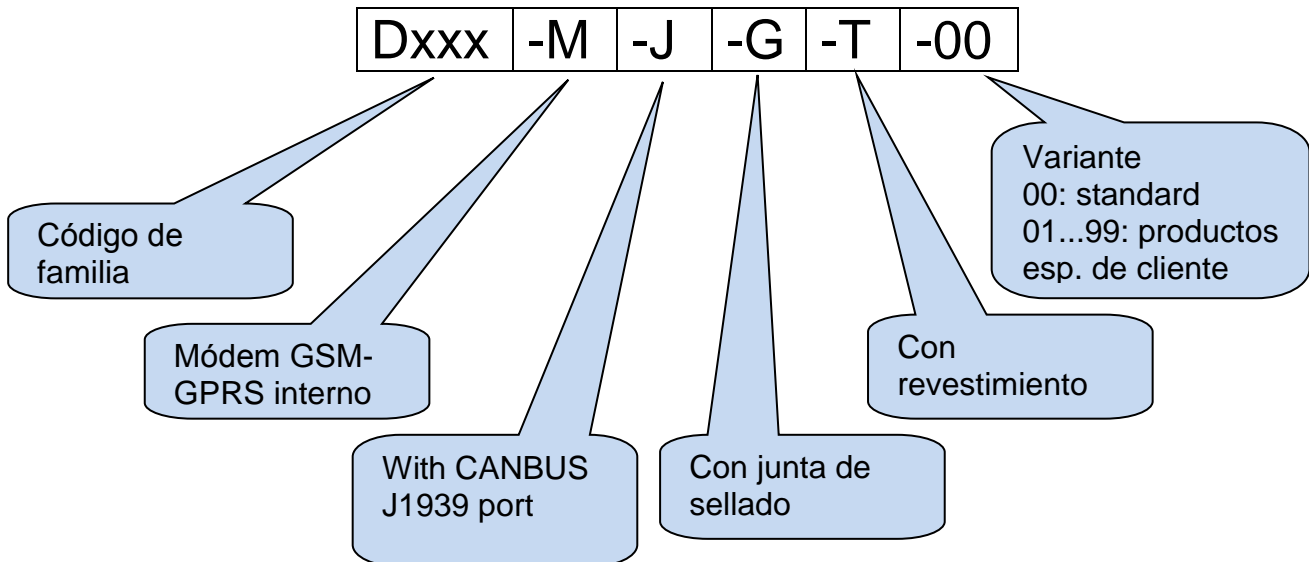 Dxxx -M -J -G -T -00
Variante
00: standard
01...99: productos
esp. de cliente
Código de
familia
Módem GSM-
GPRS interno
Con
revestimiento
With CANBUS
J1939 port
Con junta de
sellado